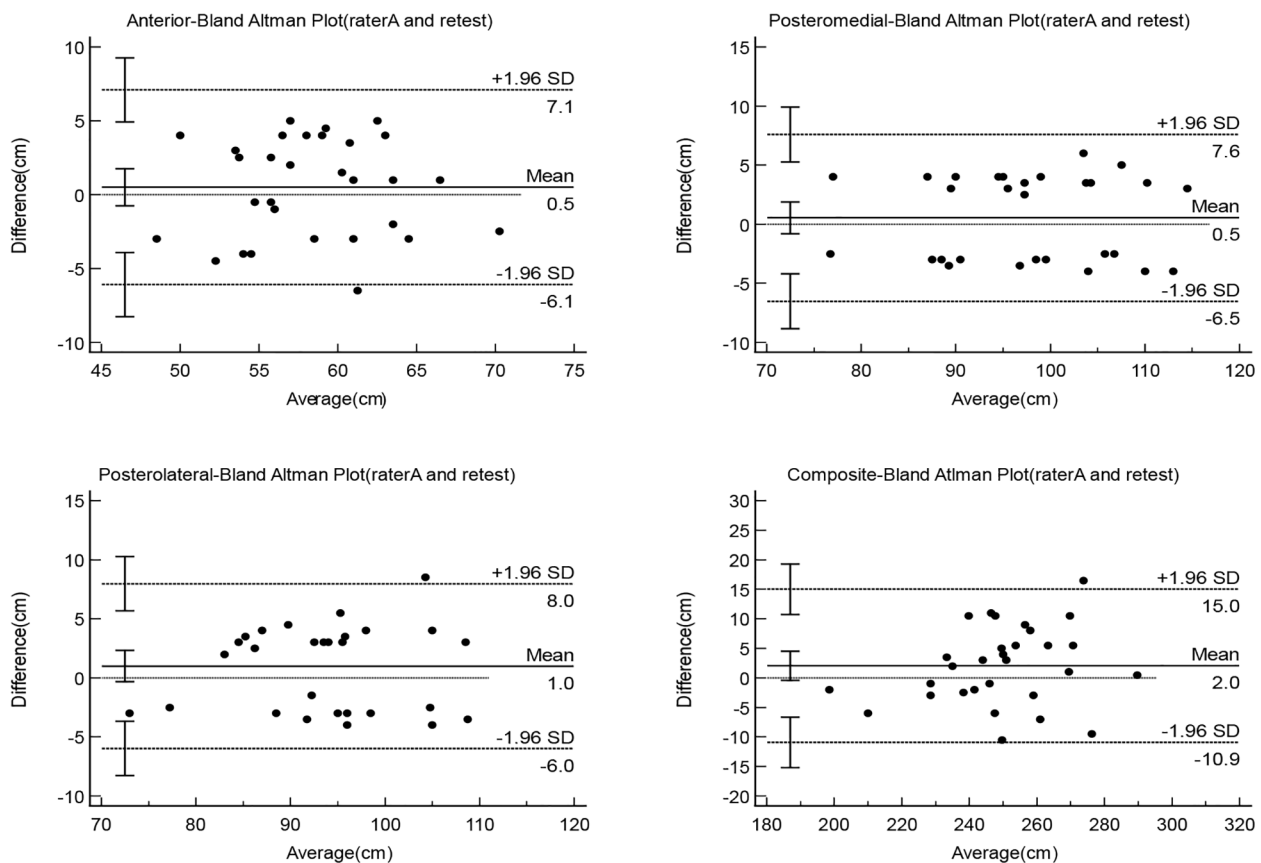 Anterior-Bland Altman Plot(raterA and retest)
10
5
0
-5
-10
Difference(cm)
+1.96 SD
7.1
Mean
0.5
-1.96 SD
-6.1
45 50 55 60 65 70 75
Average(cm)
Posteromedial-Bland Altman Plot(raterA and retest)
15
10
5
0
-5
-10
Difference(cm)
+1.96 SD
7.6
Mean
0.5
-1.96 SD
-6.5
70 80 90 100 110 120
Average(cm)
Posterolateral-Bland Altman Plot(raterA and retest)
15
10
5
0
-5
-10
Difference(cm)
+1.96 SD
8.0
Mean
1.0
-1.96 SD
-6.0
70 80 90 100 110 120
Average(cm)
Composite-Bland Atlman Plot(raterA and retest)
30
25
20
15
10
5
0
-5
-10
-15
-20
Difference(cm)
+1.96 SD
15.0
Mean
2.0
-1.96 SD
-10.9
180 200 220 240 260 280 300 320
Average(cm)